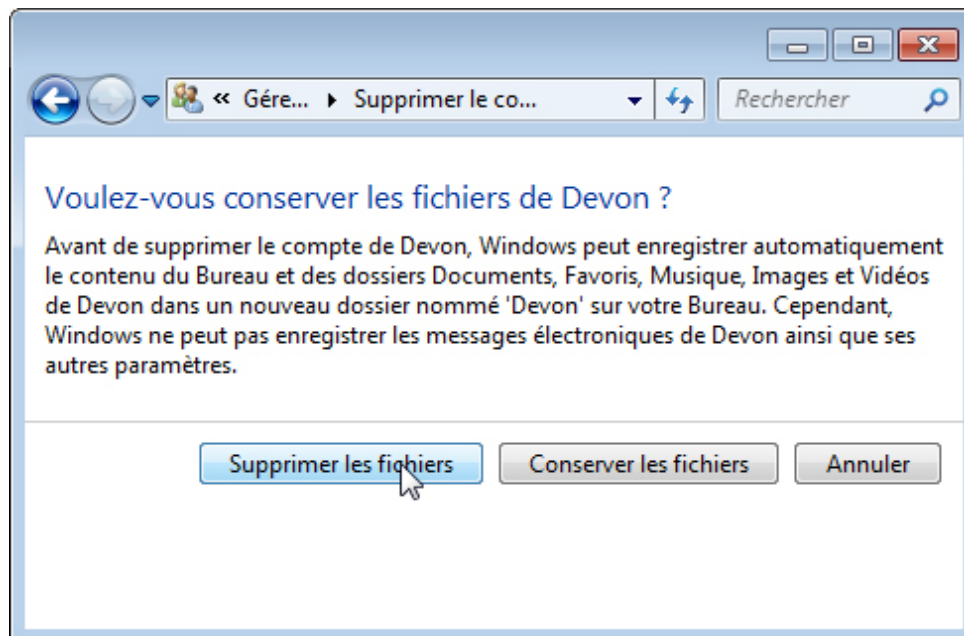 « Gére... Supprimer le co... Rechercher
Voulez-vous conserver les fichiers de Devon ?
Avant de supprimer le compte de Devon, Windows peut enregistrer automatiquement
le contenu du Bureau et des dossiers Documents, Favoris, Musique, Images et Vidéos
de Devon dans un nouveau dossier nommé 'Devon' sur votre Bureau. Cependant,
Windows ne peut pas enregistrer les messages électroniques de Devon ainsi que ses
autres paramètres.
Supprimer les fichiers Conserver les fichiers Annuler